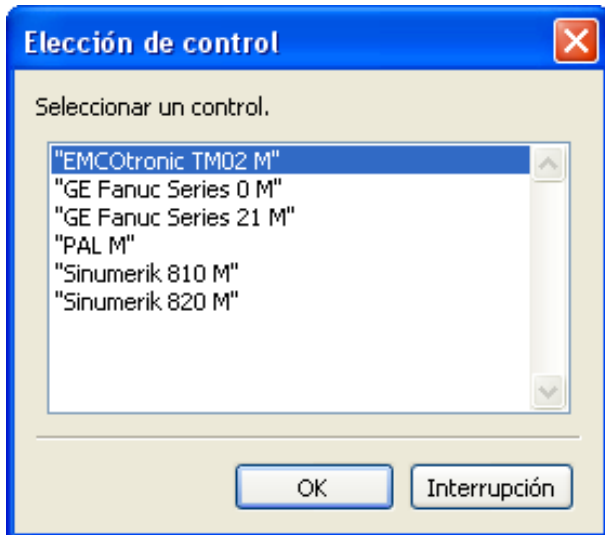 Elección de control
Seleccionar un control.
"EMCOtronic TM02 M"
"GE Fanuc Series 0 M"
"GE Fanuc Series 21 M"
"PAL M"
"Sinumerik 810 M"
"Sinumerik 820 M"
OK Interrupción